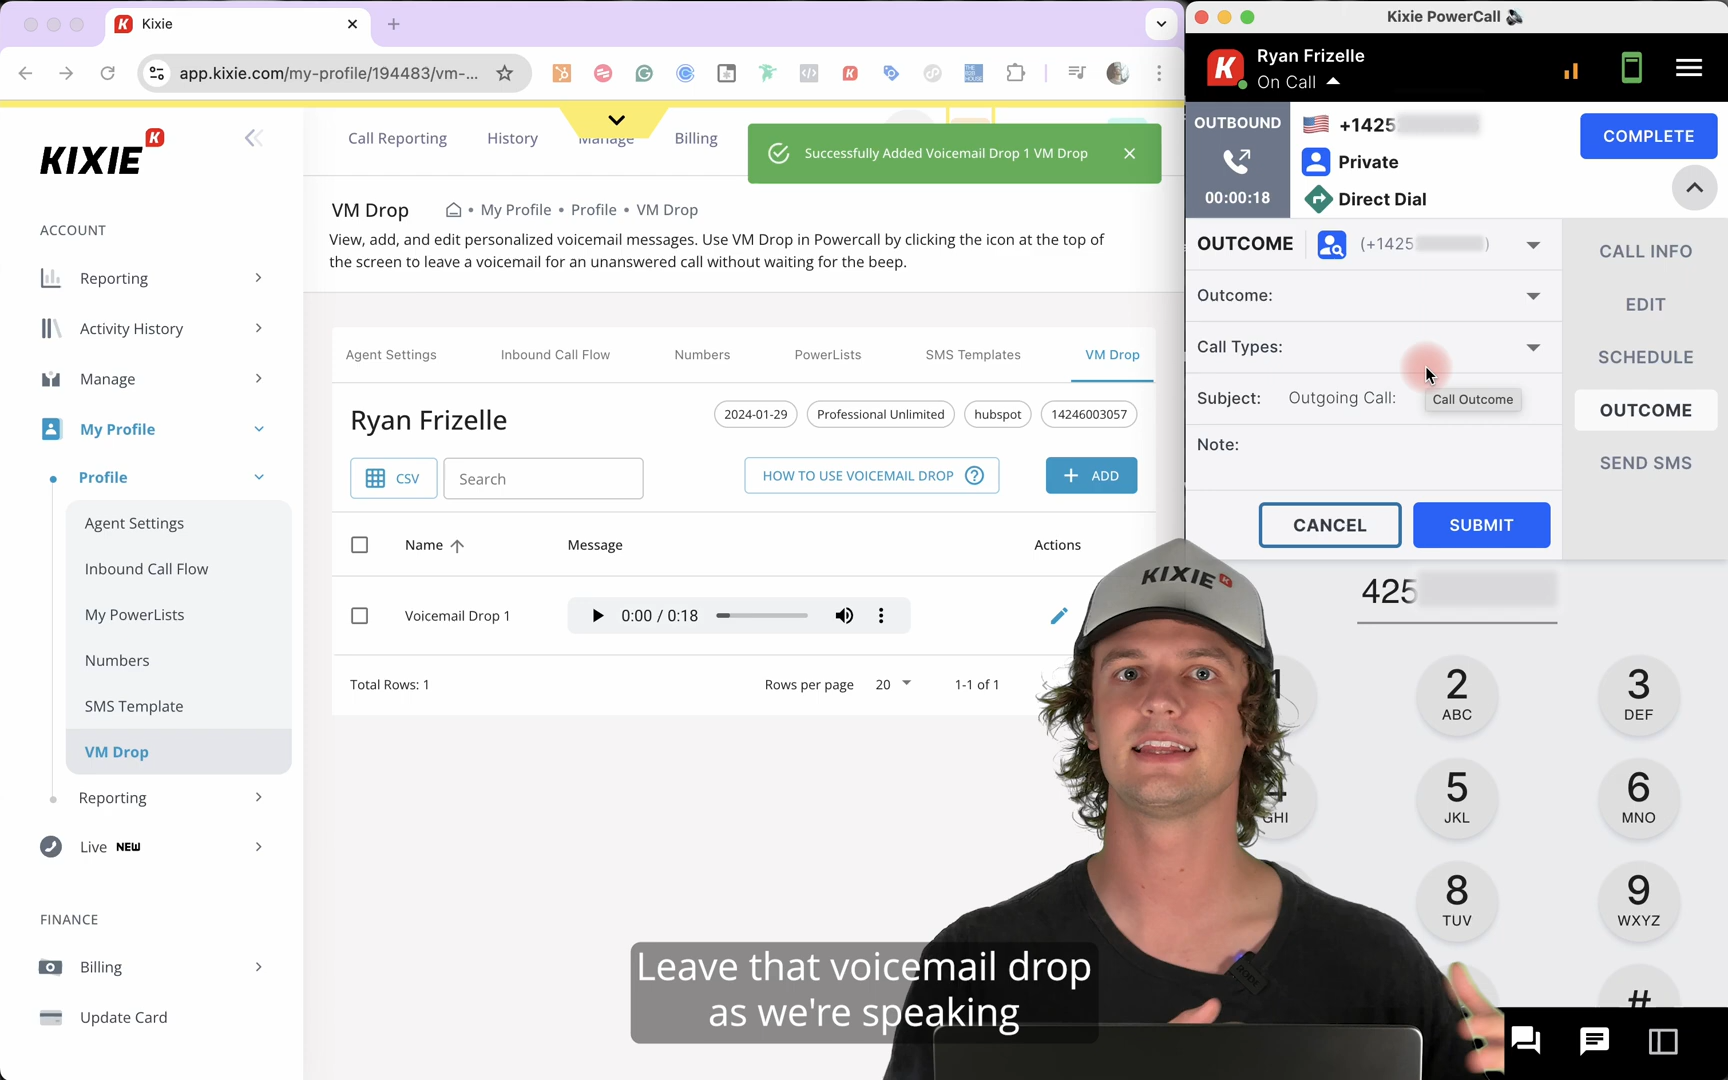 Kixie
app.kixie.com/my-profile/194483/vm-...
Kixie PowerCall
Ryan Frizelle
On Call
KIXIE
Call Reporting
History
Manage
Billing
Successfully Added Voicemail Drop 1 VM Drop
OUTBOUND
00:00:18
+1425
Private
Direct Dial
COMPLETE
ACCOUNT
Reporting
Activity History
Manage
My Profile
Profile
Agent Settings
Inbound Call Flow
My PowerLists
Numbers
SMS Template
VM Drop
Reporting
Live NEW
FINANCE
Billing
Update Card
VM Drop
My Profile • Profile • VM Drop
View, add, and edit personalized voicemail messages. Use VM Drop in Powercall by clicking the icon at the top of
the screen to leave a voicemail for an unanswered call without waiting for the beep.
Agent Settings
Inbound Call Flow
Numbers
PowerLists
SMS Templates
VM Drop
Ryan Frizelle
2024-01-29
Professional Unlimited
hubspot
14246003057
CSV
Search
HOW TO USE VOICEMAIL DROP
+ ADD
Name
Message
Actions
Voicemail Drop 1
0:00 / 0:18
Total Rows: 1
Rows per page 20
1-1 of 1
OUTCOME
(+1425 )
Outcome:
Call Types:
Subject: Outgoing Call:
Call Outcome
Note:
CANCEL
SUBMIT
CALL INFO
EDIT
SCHEDULE
OUTCOME
SEND SMS
425
1
2
ABC
3
DEF
4
GHI
5
JKL
6
MNO
8
TUV
9
WXYZ
#
KIXIE
Leave that voicemail drop
as we're speaking